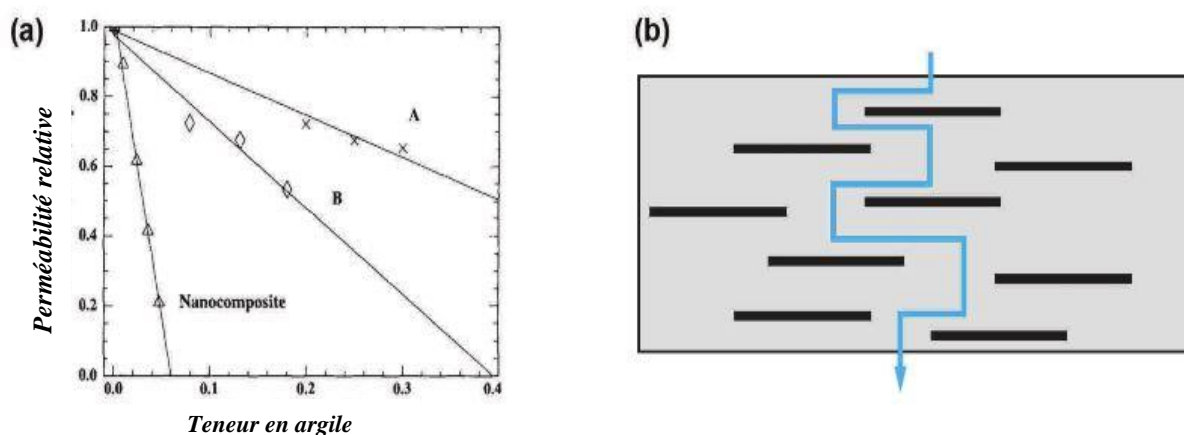 (a)
(b)
Perméabilité relative
1.0
0.8
0.6
0.4
0.2
0.0
A
B
Nanocomposite
0.0 0.1 0.2 0.3 0.4
Teneur en argile